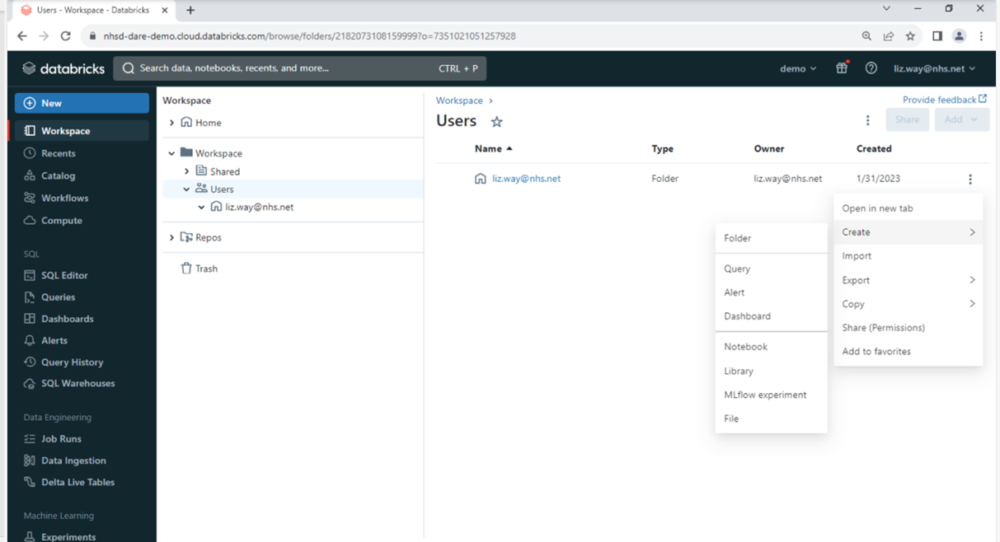 Users - Workspace - Databricks
nhsd-dare-demo.cloud.databricks.com/browse/folders/2182073108159999?o=7351021051257928
databricks
Search data, notebooks, recents, and more... CTRL + P
demo
liz.way@nhs.net
New
Workspace
Recents
Catalog
Workflows
Compute
SQL
SQL Editor
Queries
Dashboards
Alerts
Query History
SQL Warehouses
Data Engineering
Job Runs
Data Ingestion
Delta Live Tables
Machine Learning
Experiments
Workspace
Home
Workspace
Shared
Users
liz.way@nhs.net
Repos
Trash
Workspace >
Provide feedback
Users
Share Add
Name Type Owner Created
liz.way@nhs.net Folder liz.way@nhs.net 1/31/2023
Open in new tab
Create
Import
Export
Copy
Share (Permissions)
Add to favorites
Folder
Query
Alert
Dashboard
Notebook
Library
MLflow experiment
File